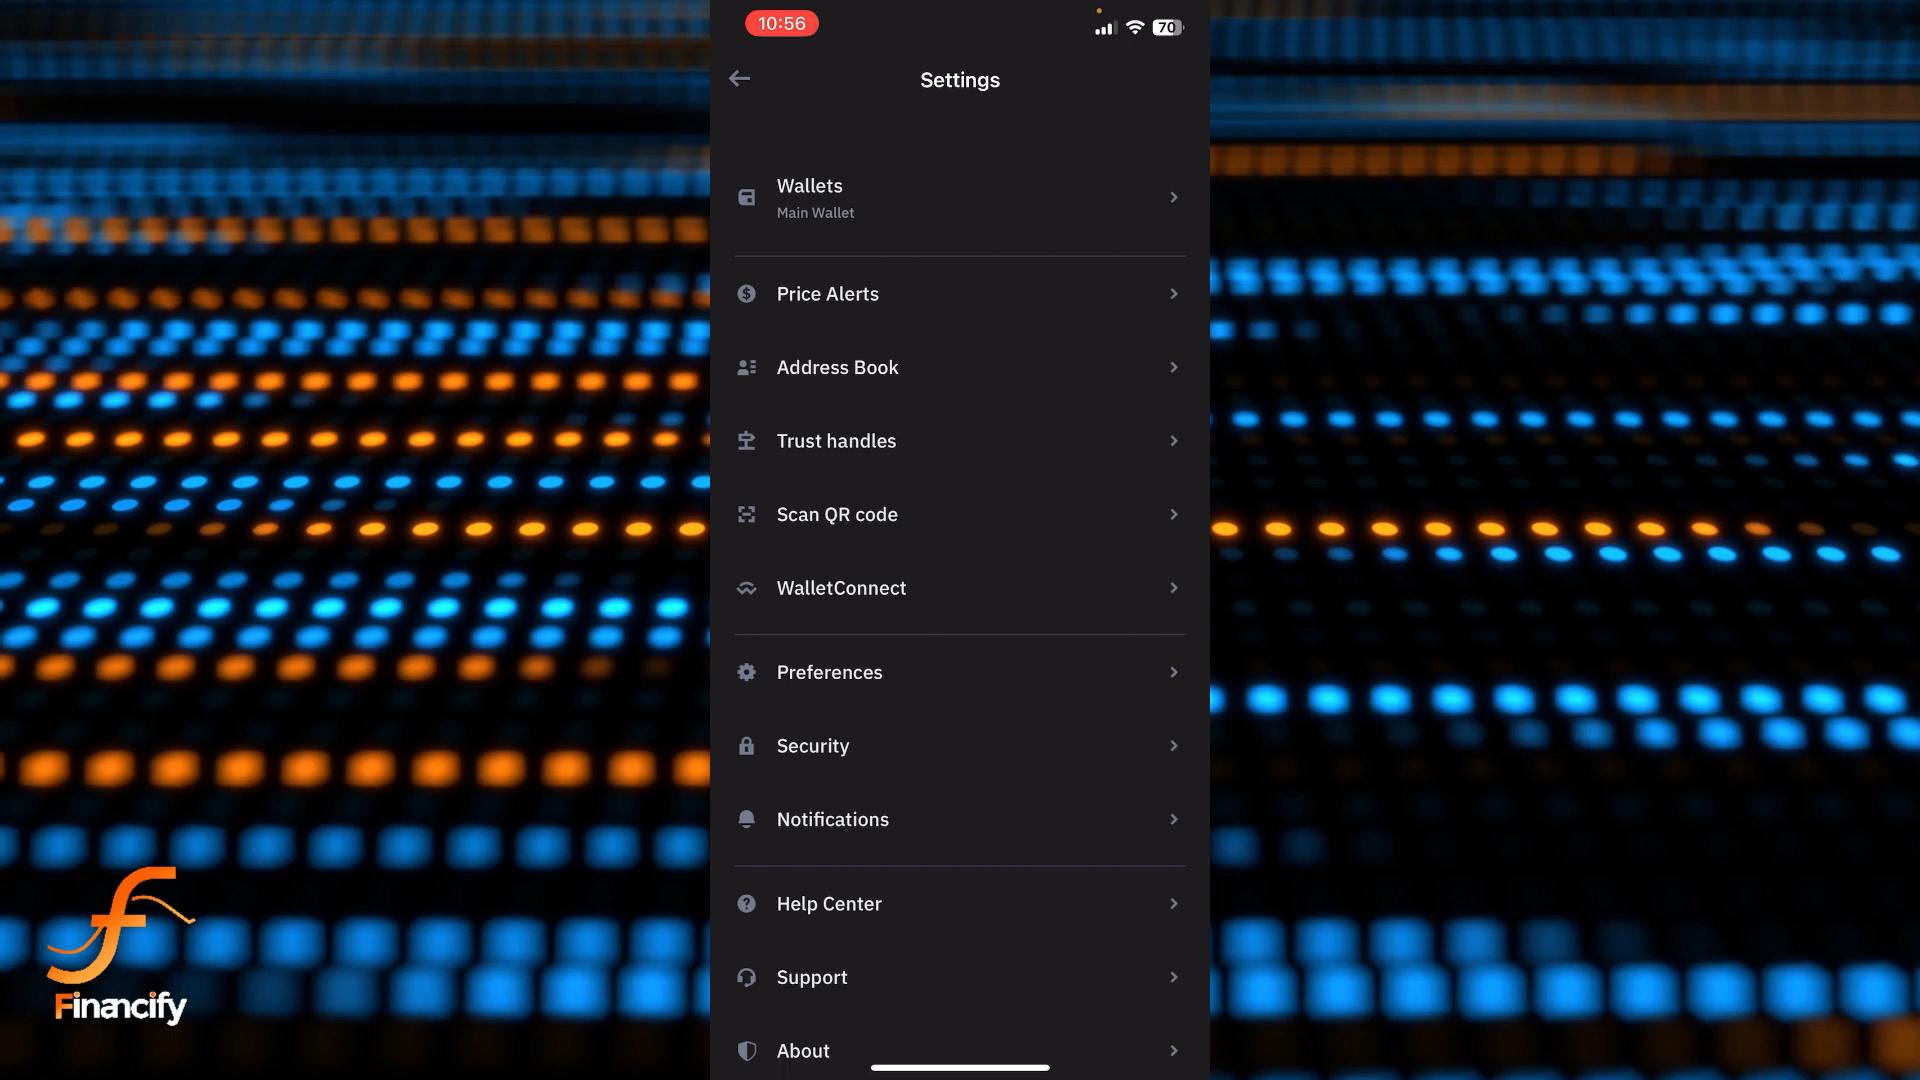 10:56
70
Settings
Wallets
Main Wallet
Price Alerts
Address Book
Trust handles
Scan QR code
WalletConnect
Preferences
Security
Notifications
Help Center
Support
About
Financify